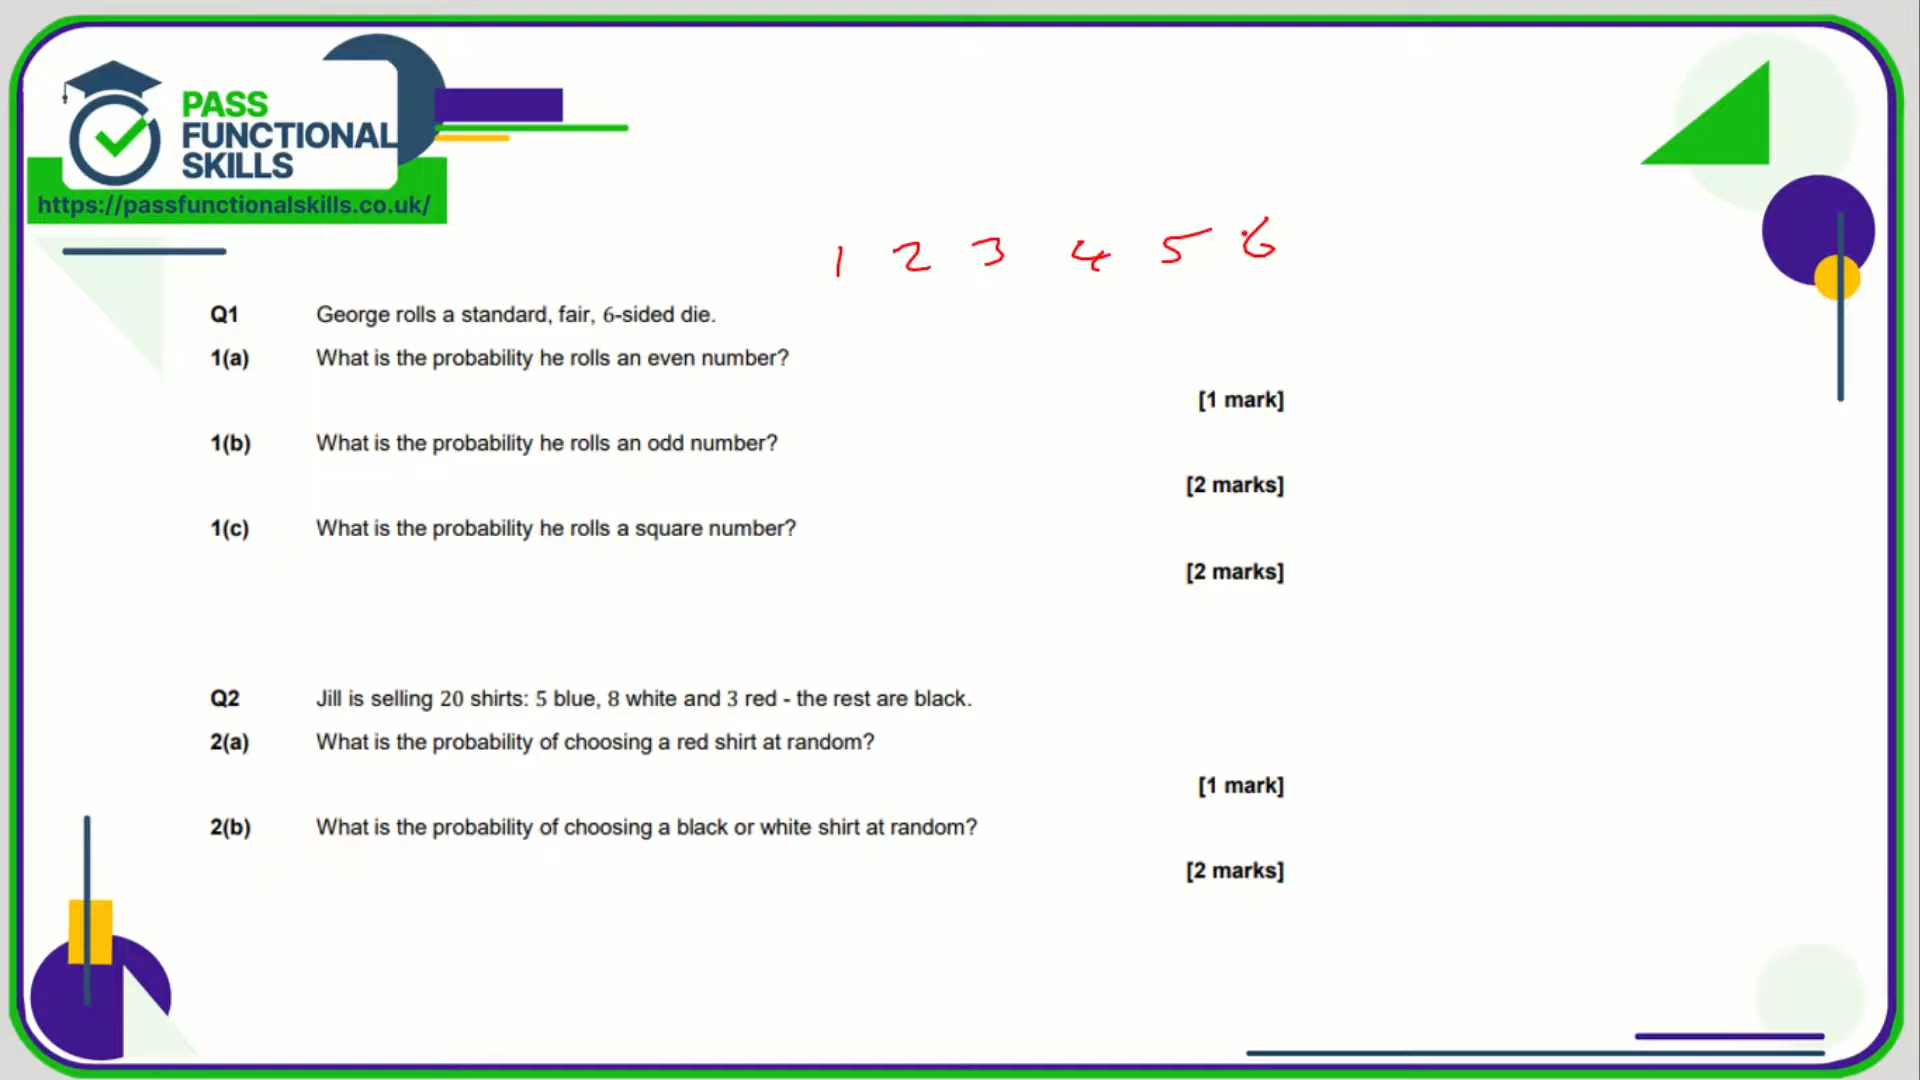 PASS
FUNCTIONAL
SKILLS
https://passfunctionalskills.co.uk/
1 2 3 4 5 6
Q1 George rolls a standard, fair, 6-sided die.
1(a) What is the probability he rolls an even number?
[1 mark]
1(b) What is the probability he rolls an odd number?
[2 marks]
1(c) What is the probability he rolls a square number?
[2 marks]
Q2 Jill is selling 20 shirts: 5 blue, 8 white and 3 red - the rest are black.
2(a) What is the probability of choosing a red shirt at random?
[1 mark]
2(b) What is the probability of choosing a black or white shirt at random?
[2 marks]